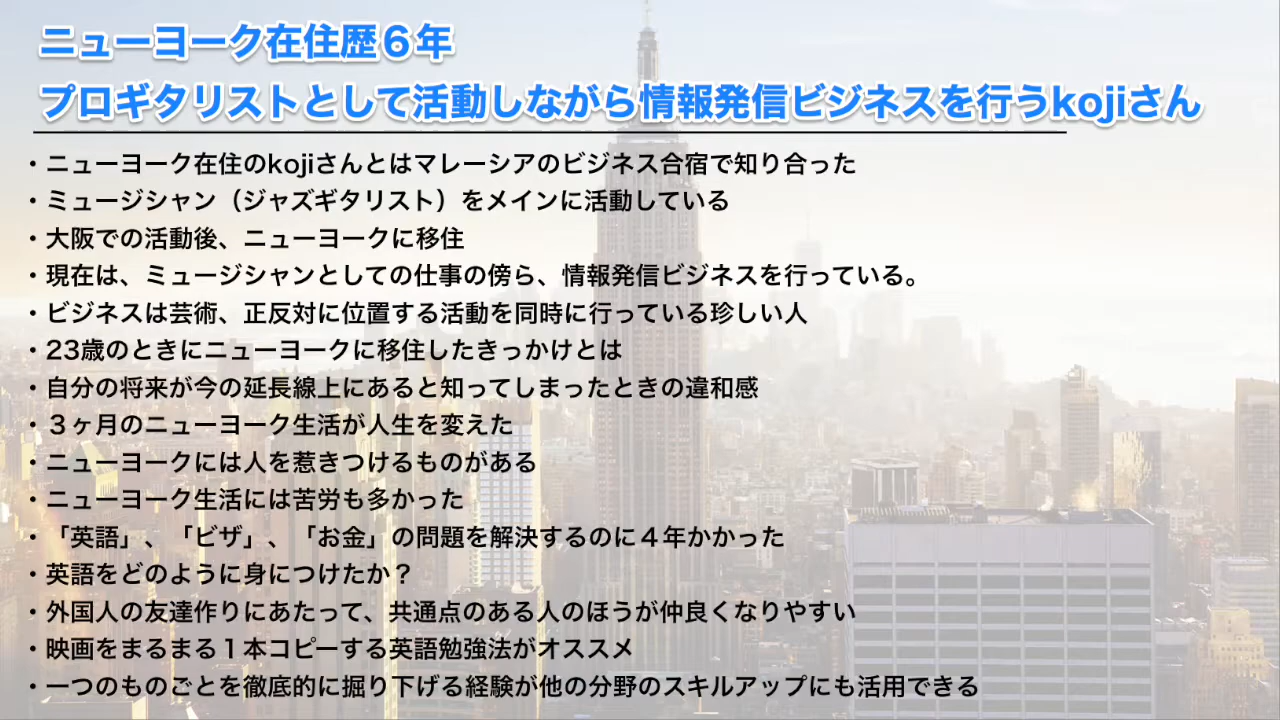 ニューヨーク在住歴６年
プロギタリストとして活動しながら情報発信ビジネスを行うkojiさん
・ニューヨーク在住のkojiさんとはマレーシアのビジネス合宿で知り合った
・ミュージシャン（ジャズギタリスト）をメインに活動している
・大阪での活動後、ニューヨークに移住
・現在は、ミュージシャンとしての仕事の傍ら、情報発信ビジネスを行っている。
・ビジネスは芸術、正反対に位置する活動を同時に行っている珍しい人
・23歳のときにニューヨークに移住したきっかけとは
・自分の将来が今の延長線上にあると知ってしまったときの違和感
・３ヶ月のニューヨーク生活が人生を変えた
・ニューヨークには人を惹きつけるものがある
・ニューヨーク生活には苦労も多かった
・「英語」、「ビザ」、「お金」の問題を解決するのに４年かかった
・英語をどのように身につけたか？
・外国人の友達作りにあたって、共通点のある人のほうが仲良くなりやすい
・映画をまるまる１本コピーする英語勉強法がオススメ
・一つのものごとを徹底的に掘り下げる経験が他の分野のスキルアップにも活用できる